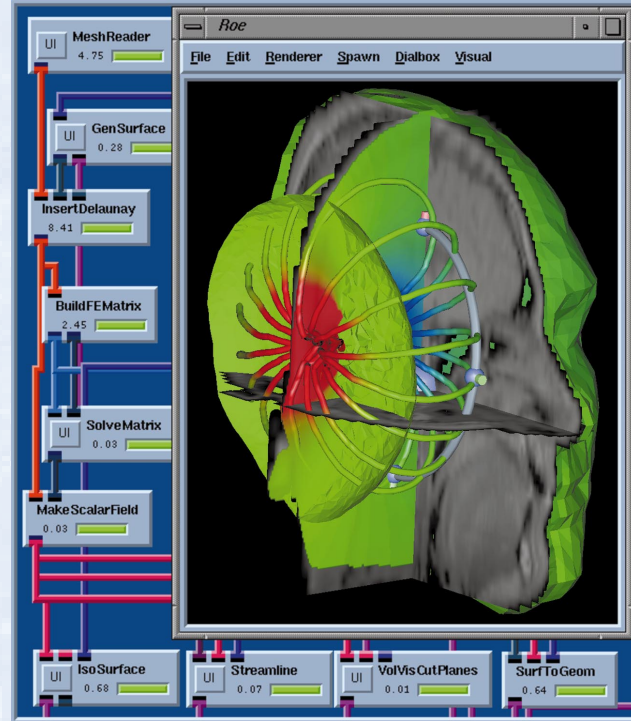 Roe
File Edit Renderer Spawn Dialbox Visual
UI MeshReader
4.75
UI GenSurface
0.28
InsertDelaunay
8.41
BuildFEMatrix
2.45
UI SolveMatrix
0.03
MakeScalarField
0.03
UI IsoSurface
0.68
UI Streamline
0.07
UI VolVisCutPlanes
0.01
SurfToGeom
0.64